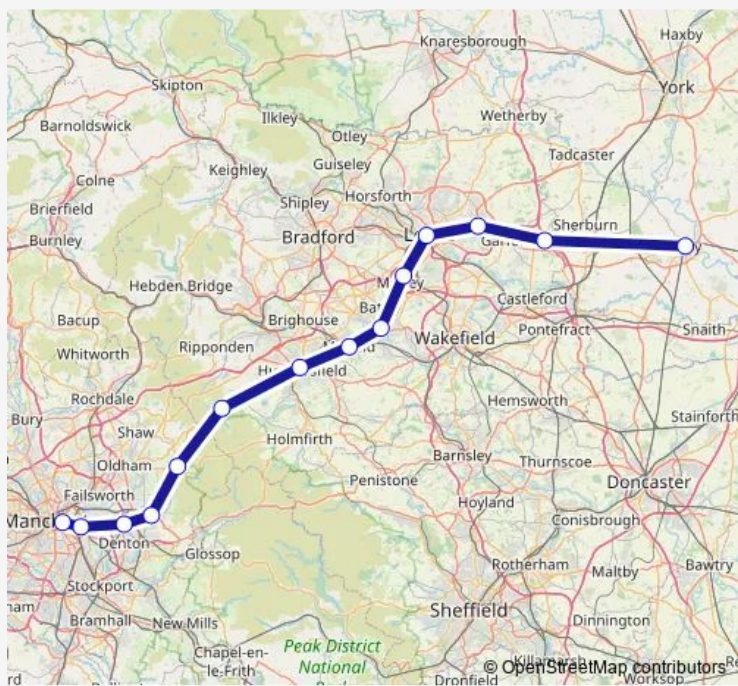 Haxby
Knaresborough
Skipton
York
Wetherby
Ilkley
Barnoldswick
Otley
Tadcaster
Guiseley
Keighley
Colne
Horsforth
Shipley
Brierfield
Sherburn
Bradford
Burnley
Hebden Bridge
Castleford
Bacup
Brighouse
Pontefract
Snaith
Wakefield
Whitworth
Ripponden
Rochdale
Hemsworth
Bury
Stainforth
Shaw
Holmfirth
Oldham
Barnsley
Thurnscoe
Penistone
Doncaster
Failsworth
Hoyland
Conisbrough
Denton
Glossop
Rotherham
Bawtry
Stockport
Maltby
Bramhall
New Mills
Sheffield
Dinnington
Chapel-en-
le-Frith
Peak District
National
Dronfield
Worksop
© OpenStreetMap contributors